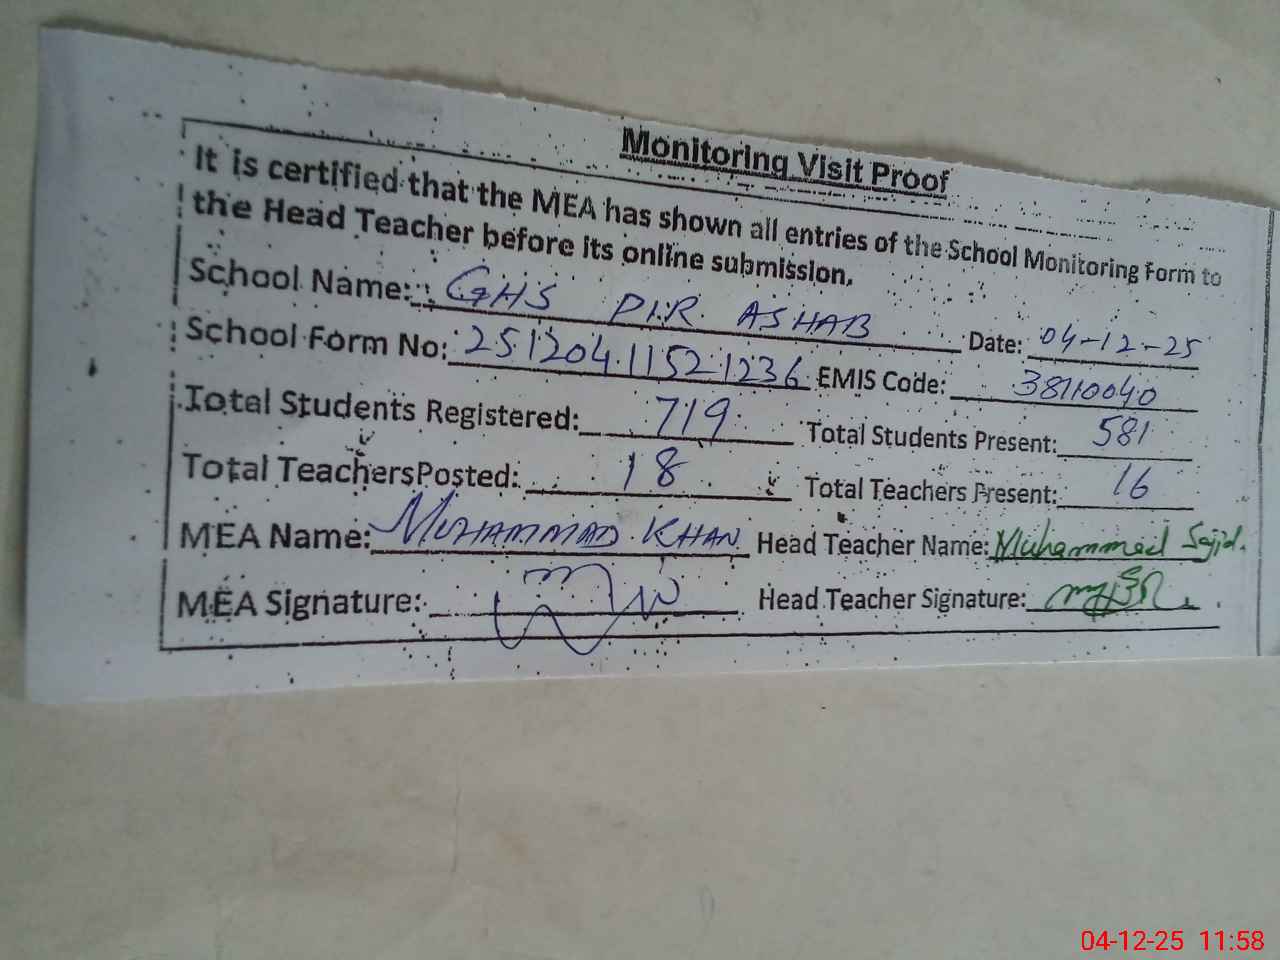 Monitoring Visit Proof
It is certified that the MEA has shown all entries of the School Monitoring Form to
the Head Teacher before its online submission.
School Name: GHS PIR ASHAB Date: 04-12-25
School Form No: 25120411521236 EMIS Code: 38110040
Total Students Registered: 719 Total Students Present: 581
Total Teachers Posted: 18 Total Teachers Present: 16
MEA Name: MUHAMMAD KHAN Head Teacher Name: Muhammad Sajid.
MEA Signature: Head Teacher Signature:
04-12-25 11:58